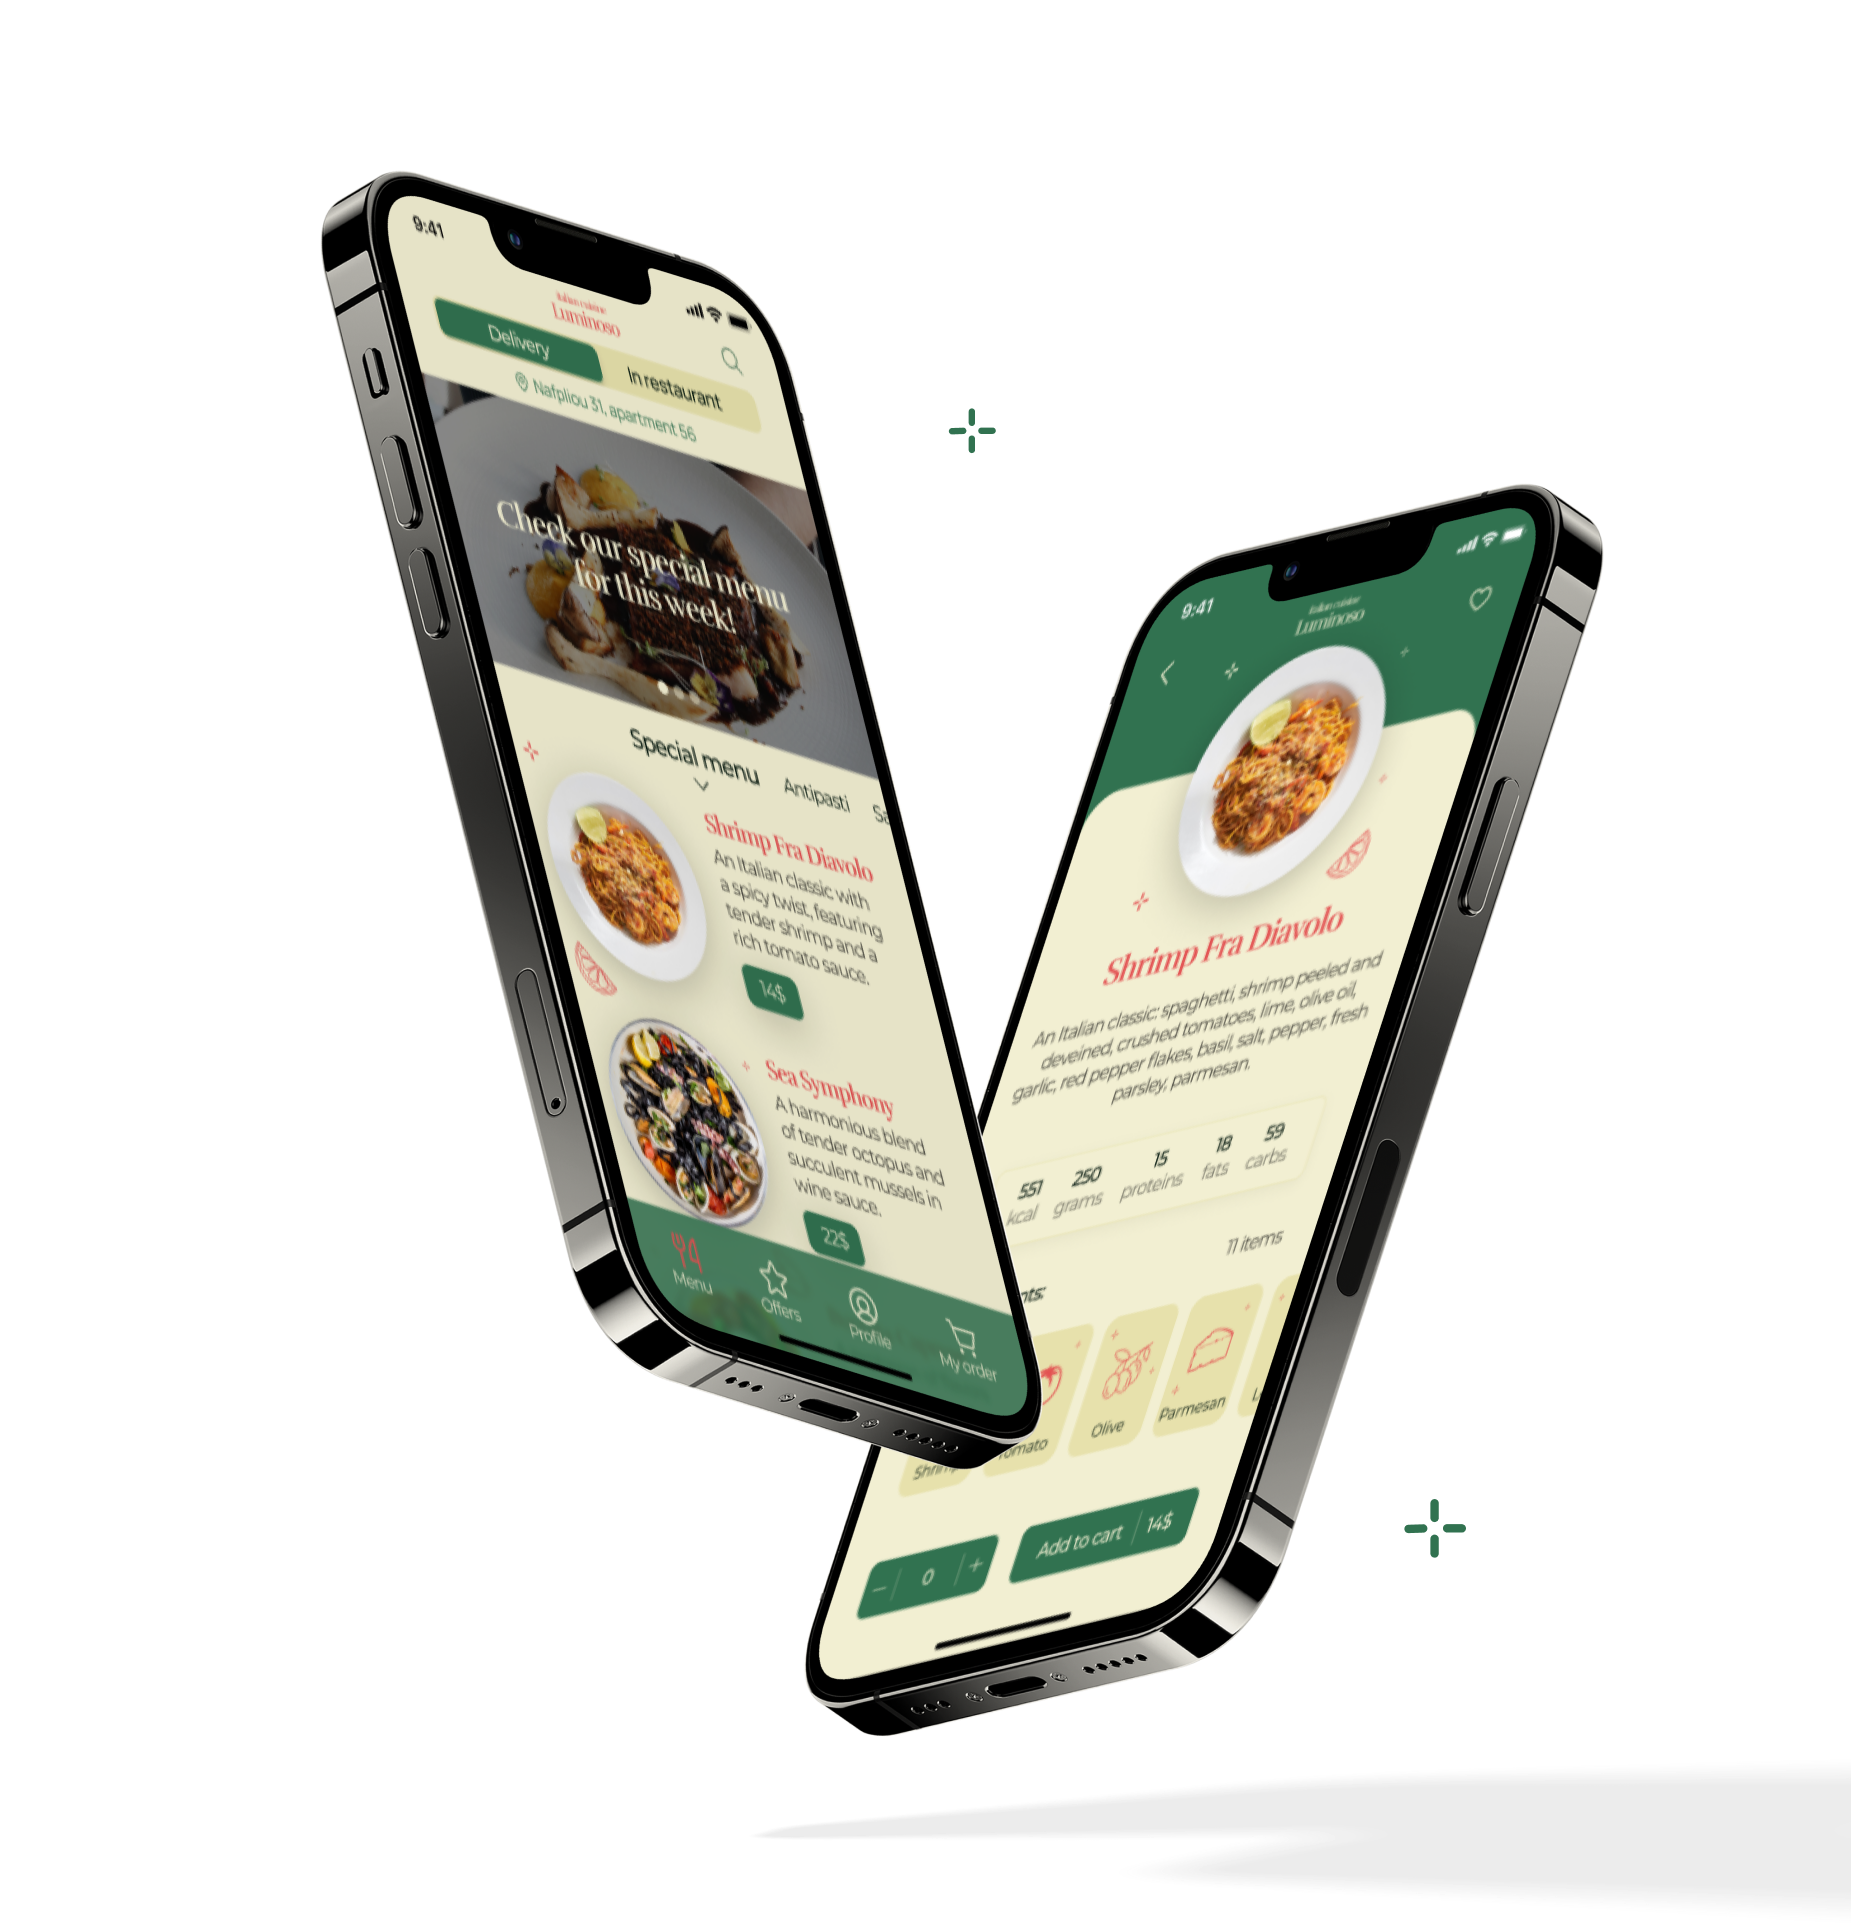 9:41
Italian cuisine
Luminoso
Delivery
In restaurant
Nafpliou 31, apartment 56
Check our special menu
for this week!
Special menu
Antipasti
Sa
Shrimp Fra Diavolo
An Italian classic with
a spicy twist, featuring
tender shrimp and a
rich tomato sauce.
14$
Sea Symphony
A harmonious blend
of tender octopus and
succulent mussels in
wine sauce.
22$
Menu
Offers
Profile
My order
9:41
Italian cuisine
Luminoso
Shrimp Fra Diavolo
An Italian classic: spaghetti, shrimp peeled and
deveined, crushed tomatoes, lime, olive oil,
garlic, red pepper flakes, basil, salt, pepper, fresh
parsley, parmesan.
551
kcal
250
grams
15
proteins
18
fats
59
carbs
11 items
nts:
Shrimp
Tomato
Olive
Parmesan
− 0 +
Add to cart
14$